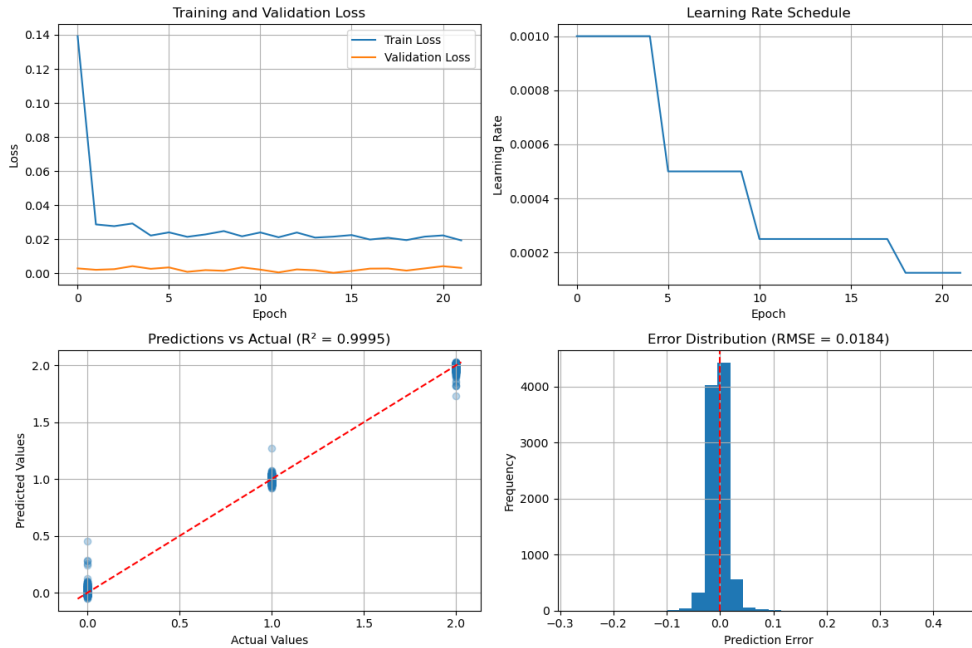 Training and Validation Loss
0.14
0.12
0.10
0.08
0.06
0.04
0.02
0.00
Loss
Train Loss
Validation Loss
0 5 10 15 20
Epoch
Learning Rate Schedule
0.0010
0.0008
0.0006
0.0004
0.0002
Learning Rate
0 5 10 15 20
Epoch
Predictions vs Actual (R² = 0.9995)
2.0
1.5
1.0
0.5
0.0
Predicted Values
0.0 0.5 1.0 1.5 2.0
Actual Values
Error Distribution (RMSE = 0.0184)
4000
3000
2000
1000
0
Frequency
−0.3 −0.2 −0.1 0.0 0.1 0.2 0.3 0.4
Prediction Error